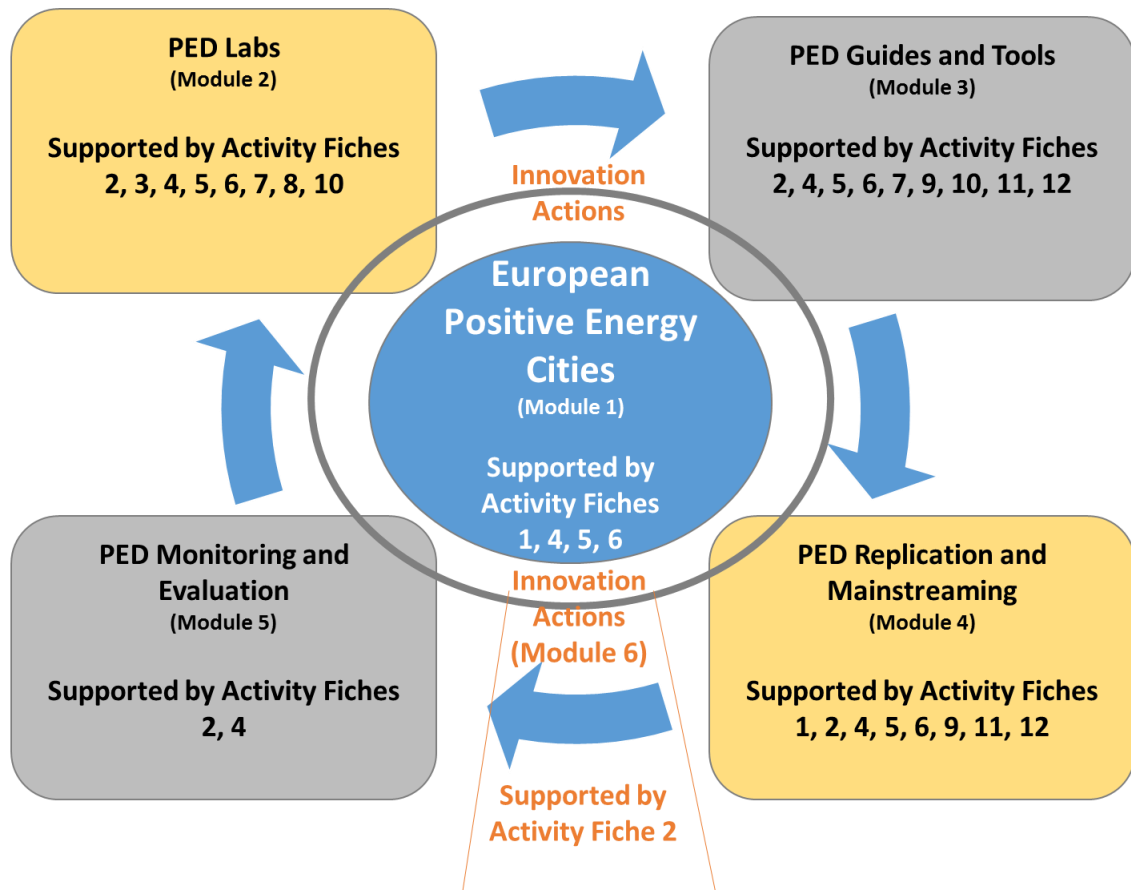 PED Labs
(Module 2)
Supported by Activity Fiches
2, 3, 4, 5, 6, 7, 8, 10
PED Guides and Tools
(Module 3)
Supported by Activity Fiches
2, 4, 5, 6, 7, 9, 10, 11, 12
Innovation
Actions
European
Positive Energy
Cities
(Module 1)
Supported by
Activity Fiches
1, 4, 5, 6
PED Monitoring and
Evaluation
(Module 5)
Supported by Activity Fiches
2, 4
Innovation
Actions
(Module 6)
Supported by
Activity Fiche 2
PED Replication and
Mainstreaming
(Module 4)
Supported by Activity Fiches
1, 2, 4, 5, 6, 9, 11, 12